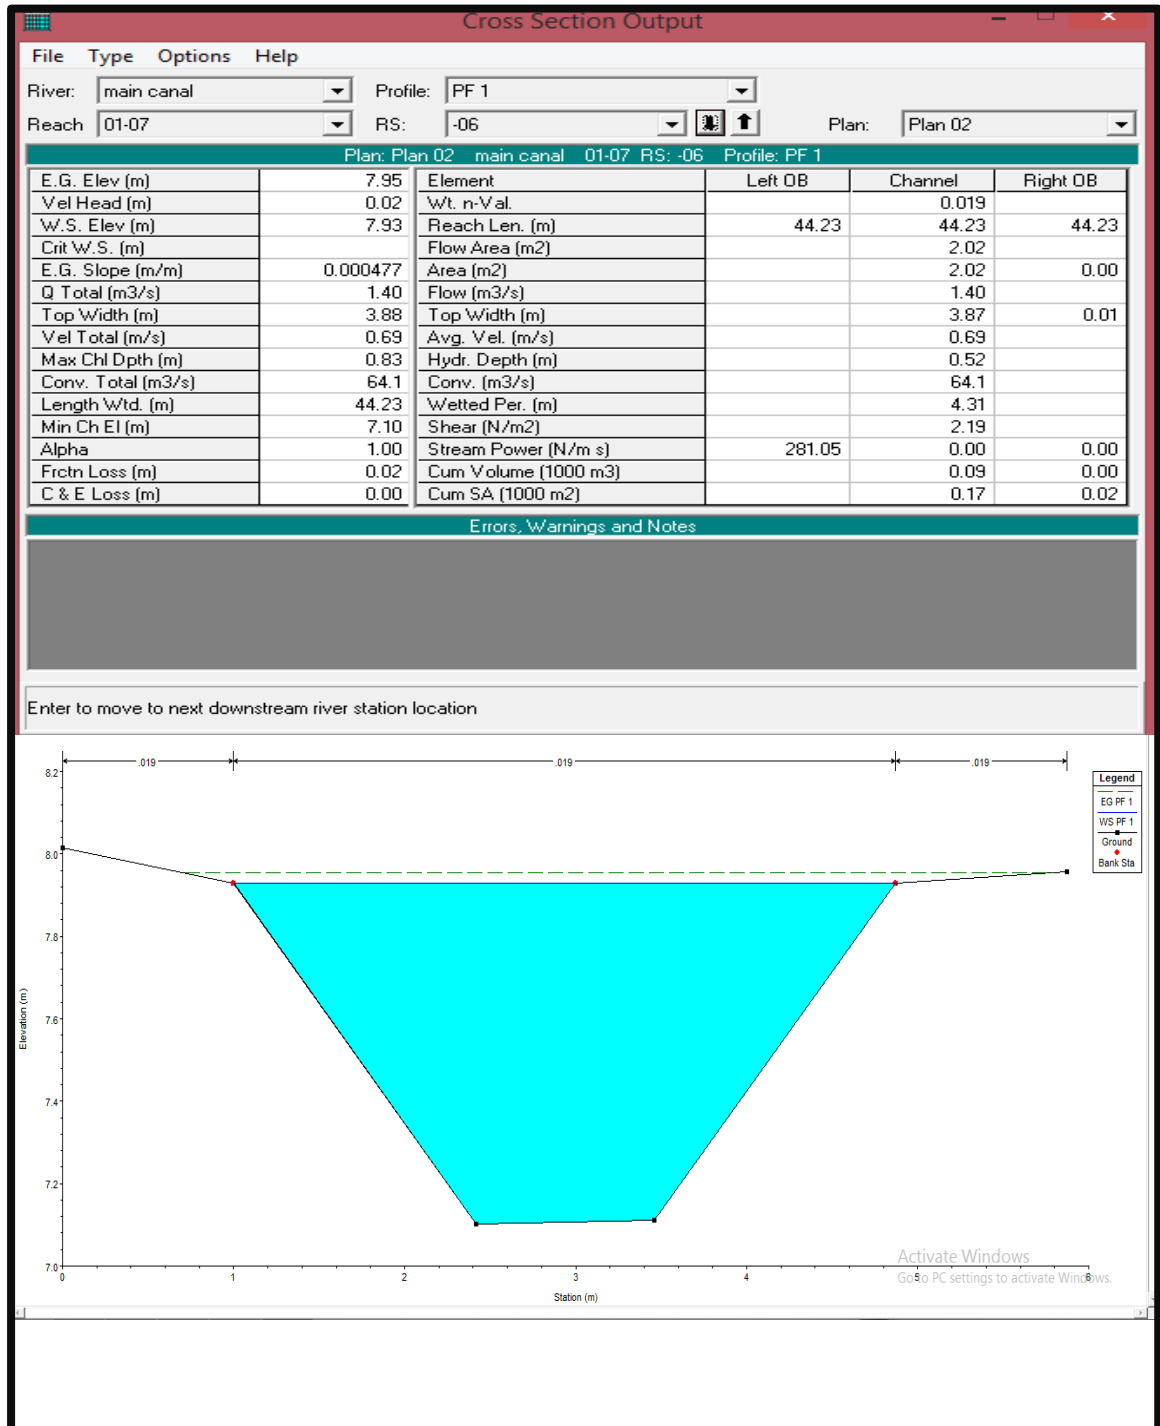 Cross Section Output
File Type Options Help
River: main canal Profile: PF 1
Reach 01-07 RS: -06 Plan: Plan 02
Plan: Plan 02 main canal 01-07 RS: -06 Profile: PF 1
E.G. Elev (m) 7.95 Element Left OB Channel Right OB
Vel Head (m) 0.02 Wt. n-Val. 0.019
W.S. Elev (m) 7.93 Reach Len. (m) 44.23 44.23 44.23
Crit W.S. (m) Flow Area (m2) 2.02
E.G. Slope (m/m) 0.000477 Area (m2) 2.02 0.00
Q Total (m3/s) 1.40 Flow (m3/s) 1.40
Top Width (m) 3.88 Top Width (m) 3.87 0.01
Vel Total (m/s) 0.69 Avg. Vel. (m/s) 0.69
Max Chl Dpth (m) 0.83 Hydr. Depth (m) 0.52
Conv. Total (m3/s) 64.1 Conv. (m3/s) 64.1
Length Wtd. (m) 44.23 Wetted Per. (m) 4.31
Min Ch El (m) 7.10 Shear (N/m2) 2.19
Alpha 1.00 Stream Power (N/m s) 281.05 0.00 0.00
Frctn Loss (m) 0.02 Cum Volume (1000 m3) 0.09 0.00
C & E Loss (m) 0.00 Cum SA (1000 m2) 0.17 0.02
Errors, Warnings and Notes
Enter to move to next downstream river station location
.019 .019 .019
Legend
EG PF 1
WS PF 1
Ground
Bank Sta
8.2
8.0
7.8
7.6
7.4
7.2
7.0
Elevation (m)
0 1 2 3 4 5 6
Station (m)
Activate Windows
Go to PC settings to activate Windows.